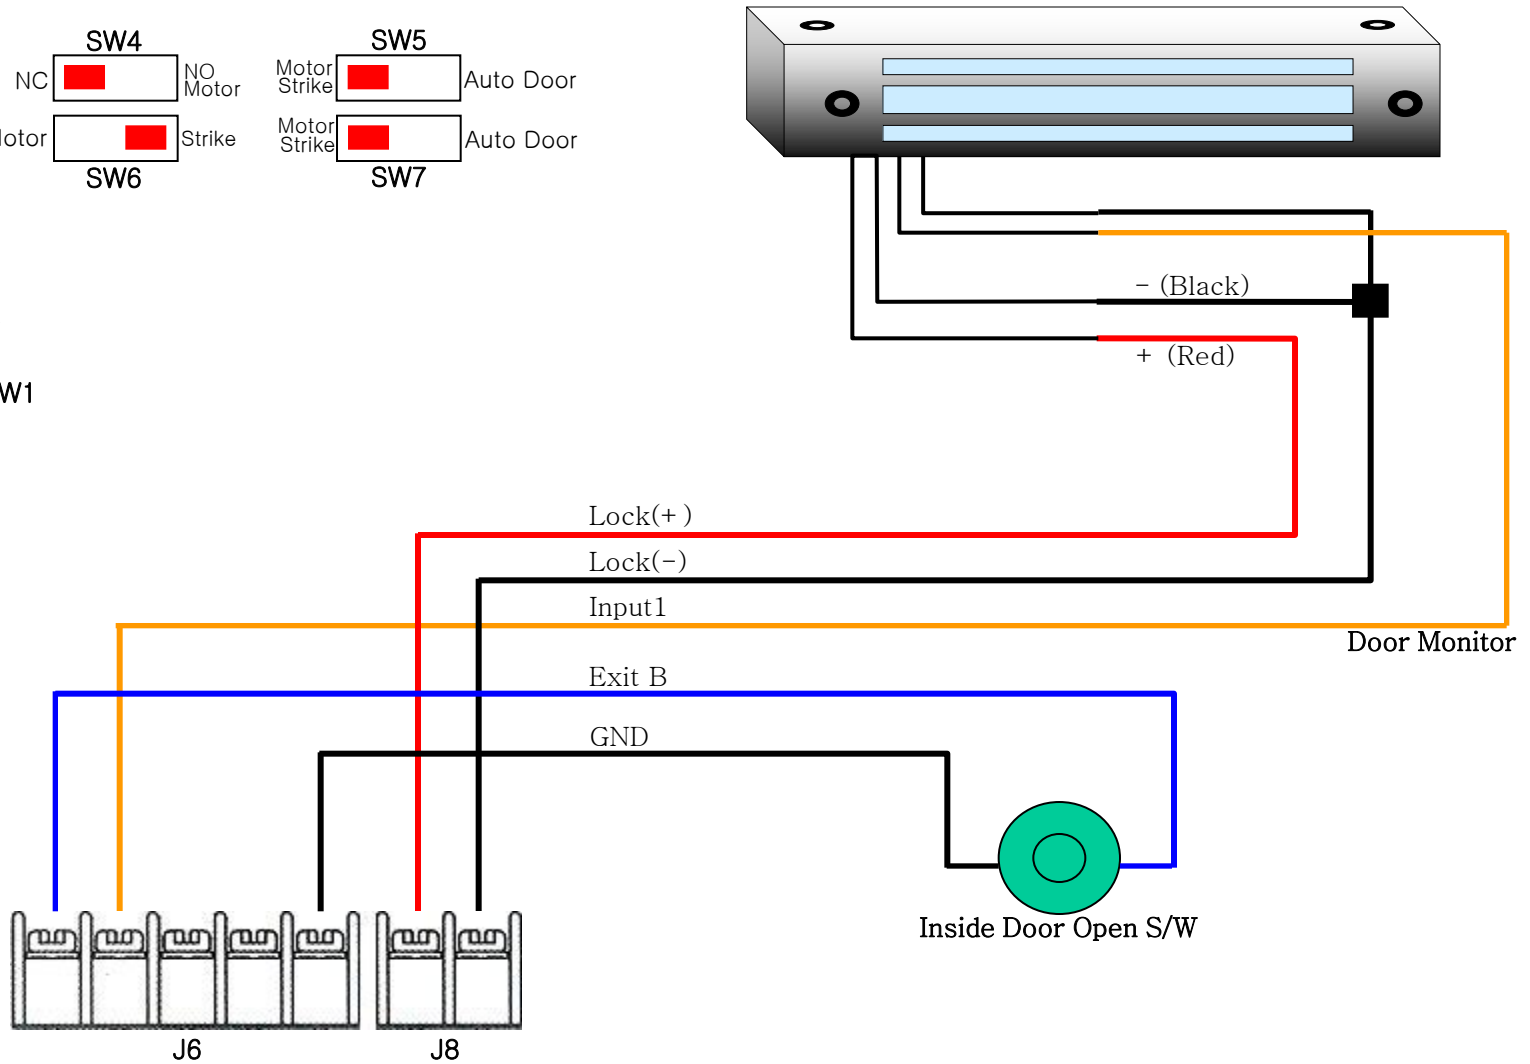 SW4
SW5
NC
NO
Motor
Motor
Strike
Auto Door
Strike
Motor
Strike
Auto Door
SW6
SW7
- (Black)
+ (Red)
W1
Lock(+)
Lock(-)
Input1
Door Monitor
Exit B
GND
Inside Door Open S/W
J6
J8